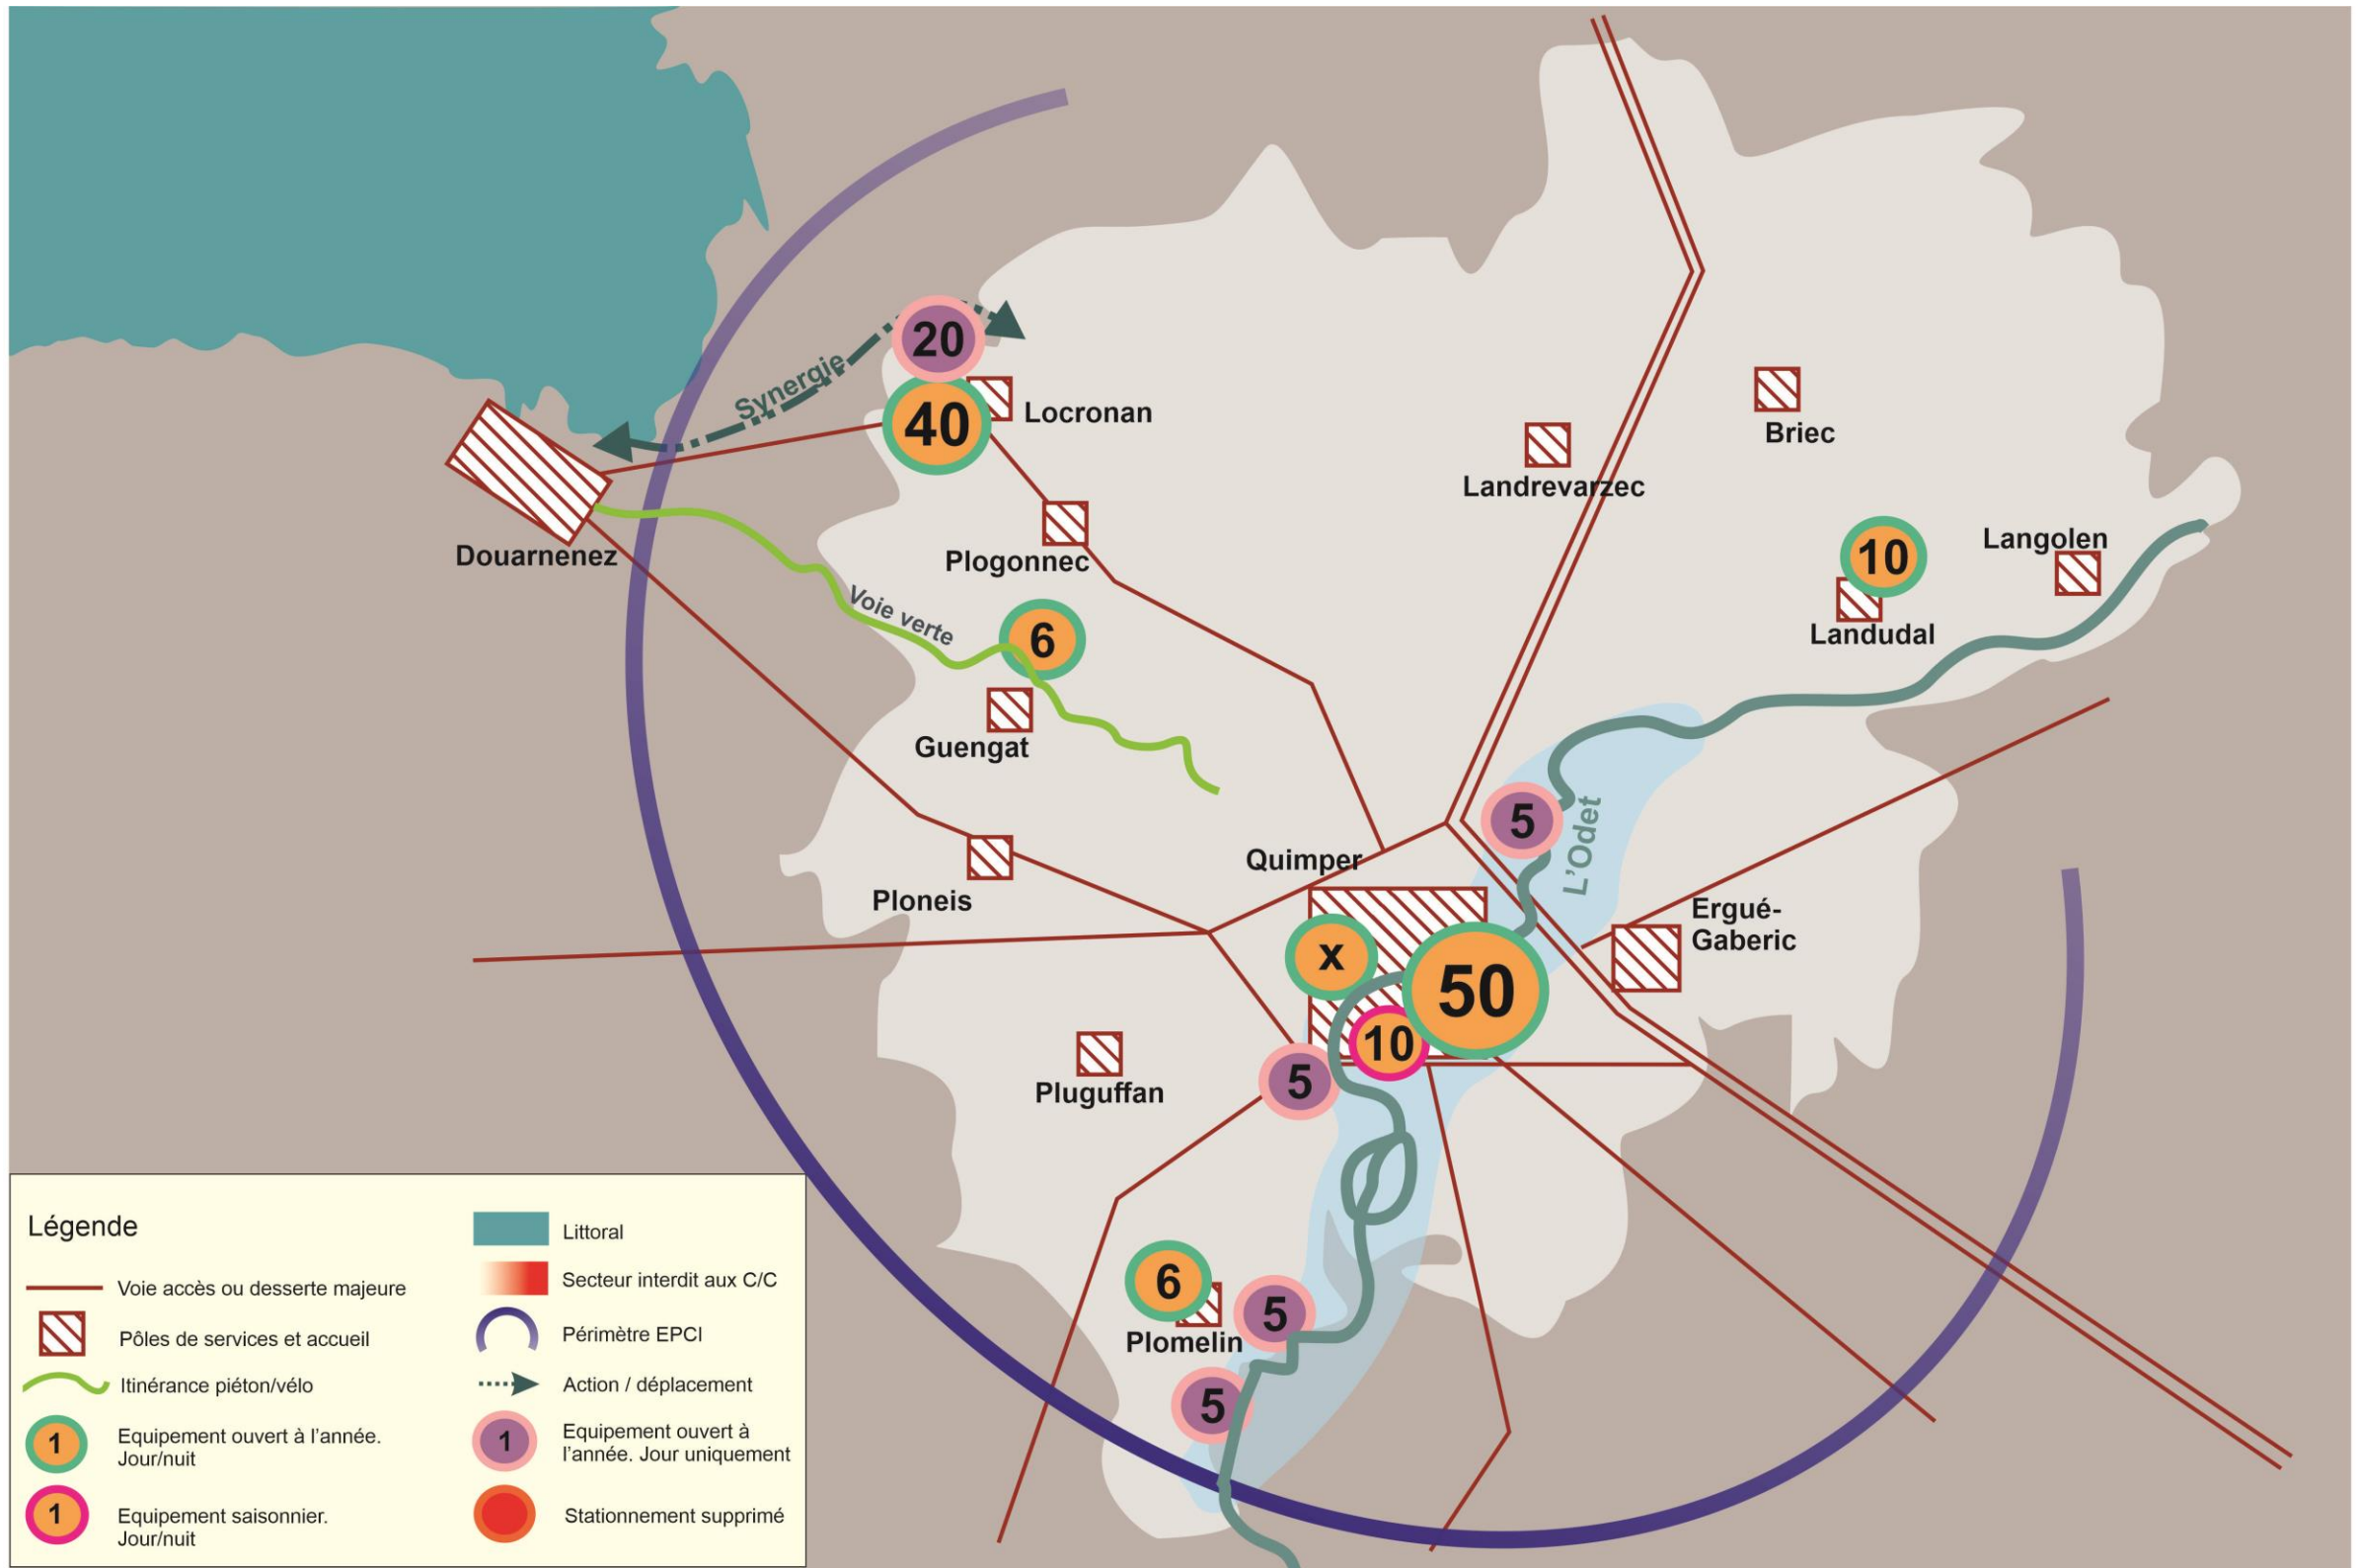 20
Synergie
40
Locronan
Briec
Landrevarzec
Douarnenez
Plogonnec
10
Langolen
Landudal
Voie verte
6
Guengat
5
L'Odet
Quimper
Ploneis
Ergué-
Gaberic
x
50
10
5
Pluguffan
6
5
Plomelin
5
Légende
Voie accès ou desserte majeure
Pôles de services et accueil
Itinérance piéton/vélo
1
Equipement ouvert à l'année.
Jour/nuit
1
Equipement saisonnier.
Jour/nuit
Littoral
Secteur interdit aux C/C
Périmètre EPCI
Action / déplacement
1
Equipement ouvert à
l'année. Jour uniquement
Stationnement supprimé